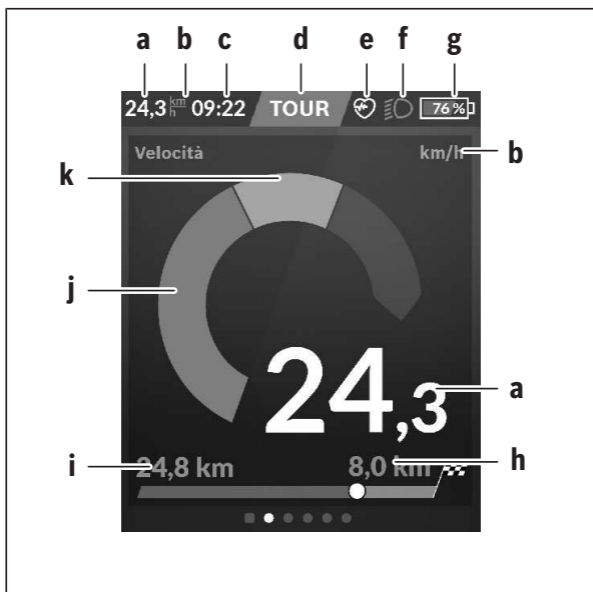 a b c d e f g
24,3 km/h 09:22 TOUR 76 %
Velocità km/h b
k
j
24,3 a
i 24,8 km 8,0 km h